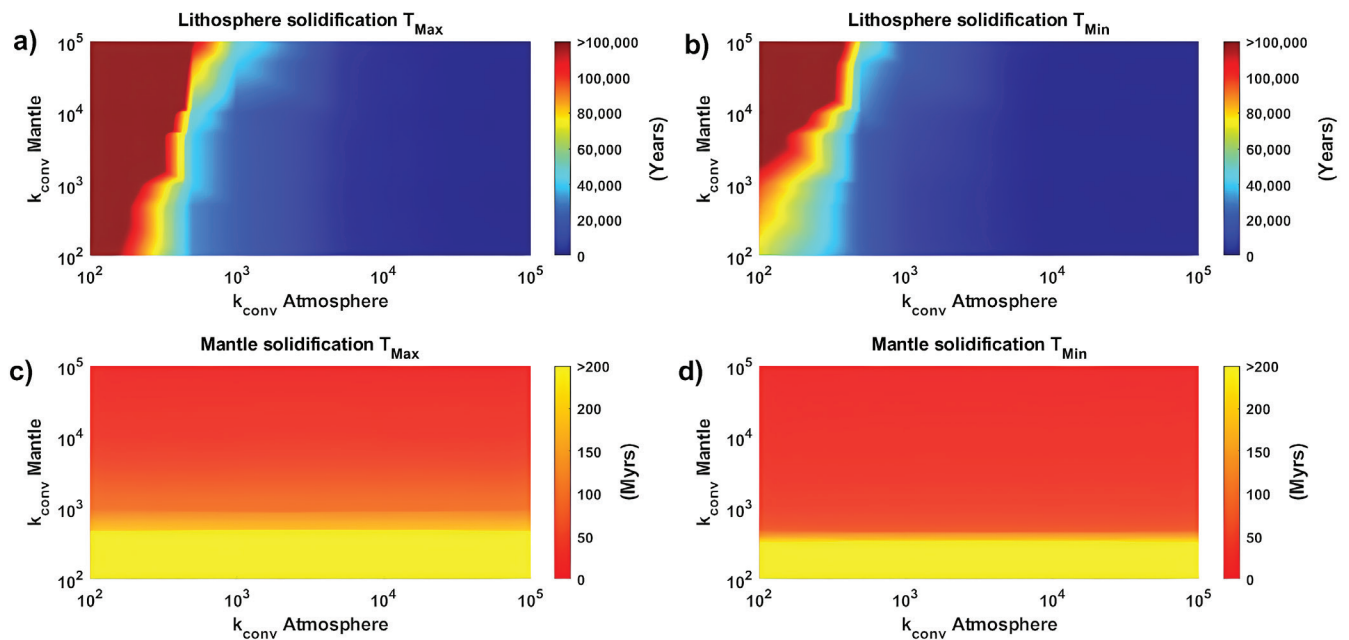 a)
Lithosphere solidification T_Max
k_conv Mantle
10^5
10^4
10^3
10^2
10^2 10^3 10^4 10^5
k_conv Atmosphere
>100,000
100,000
80,000
60,000
40,000
20,000
0
(Years)
b)
Lithosphere solidification T_Min
k_conv Mantle
10^5
10^4
10^3
10^2
10^2 10^3 10^4 10^5
k_conv Atmosphere
>100,000
100,000
80,000
60,000
40,000
20,000
0
(Years)
c)
Mantle solidification T_Max
k_conv Mantle
10^5
10^4
10^3
10^2
10^2 10^3 10^4 10^5
k_conv Atmosphere
>200
200
150
100
50
0
(Myrs)
d)
Mantle solidification T_Min
k_conv Mantle
10^5
10^4
10^3
10^2
10^2 10^3 10^4 10^5
k_conv Atmosphere
>200
200
150
100
50
0
(Myrs)